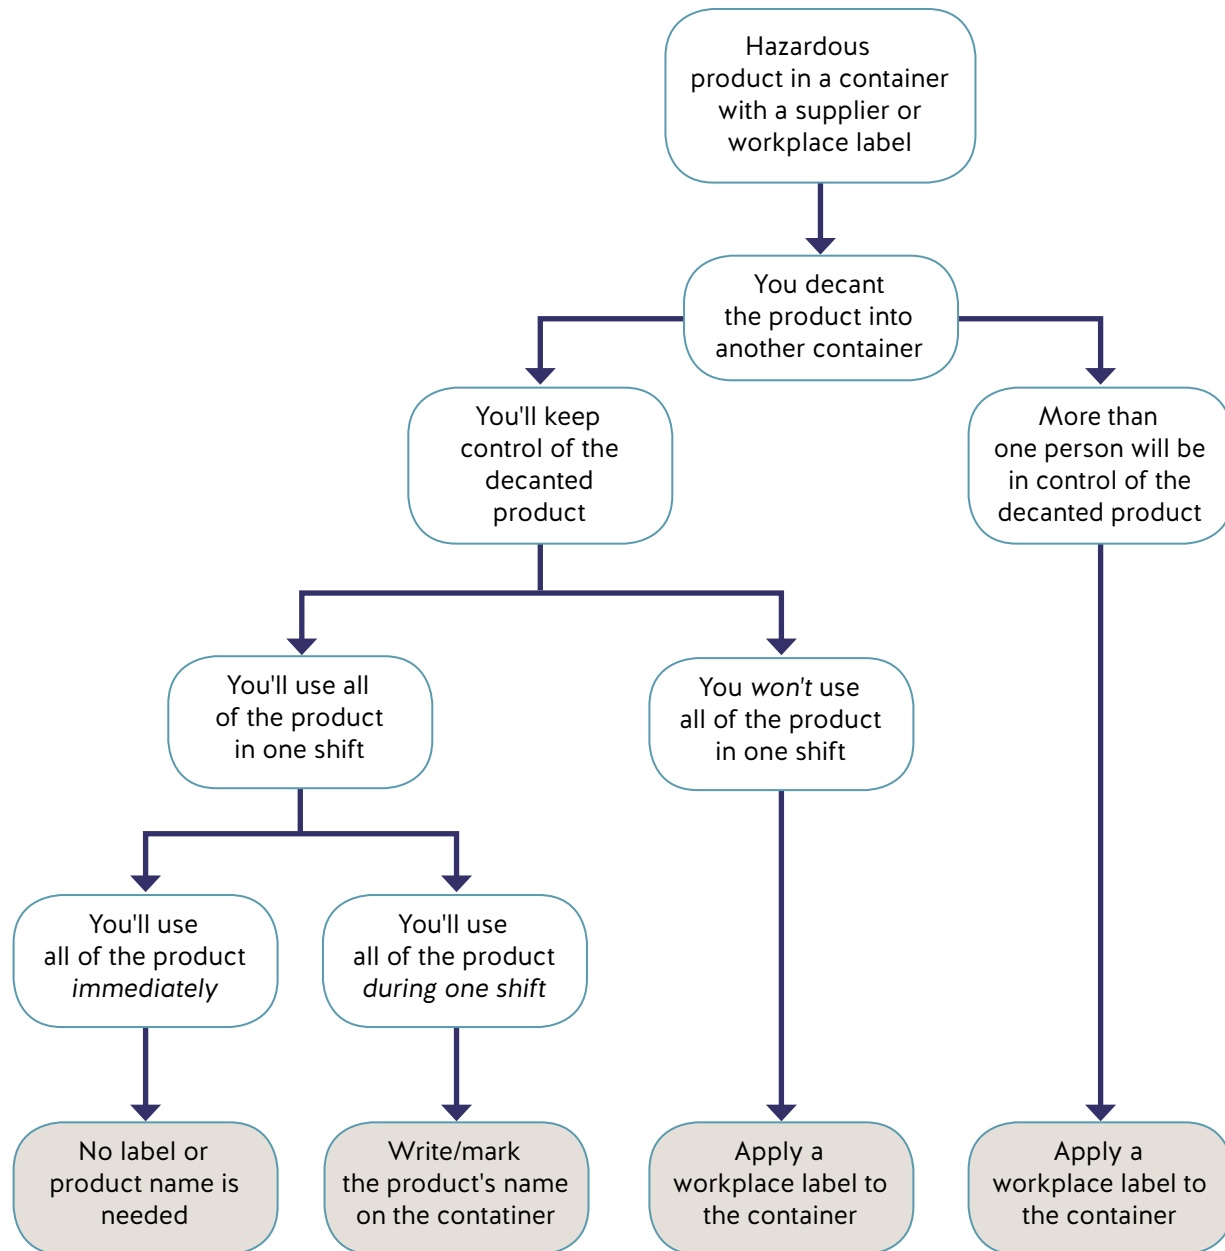 Hazardous
product in a container
with a supplier or
workplace label
You decant
the product into
another container
You'll keep
control of the
decanted
product
More than
one person will be
in control of the
decanted product
You'll use all
of the product
in one shift
You won't use
all of the product
in one shift
You'll use
all of the product
immediately
You'll use
all of the product
during one shift
No label or
product name is
needed
Write/mark
the product's name
on the contatiner
Apply a
workplace label to
the container
Apply a
workplace label to
the container